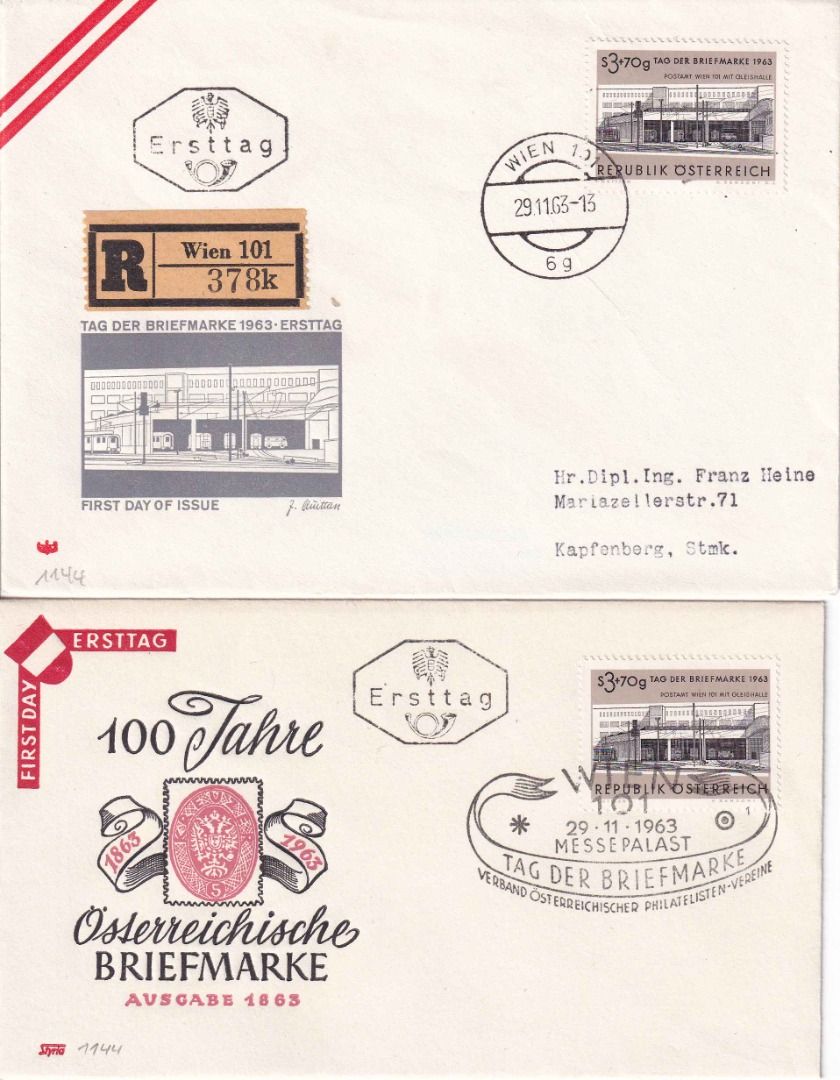 S3+70g TAG DER BRIEFMARKE 1963
POSTAMT WIEN 101 MIT GLEISHALLE
REPUBLIK ÖSTERREICH
Ersttag
WIEN 101
29.11.63-13
6g
R
Wien 101
378k
TAG DER BRIEFMARKE 1963·ERSTTAG
FIRST DAY OF ISSUE
Hr.Dipl.Ing. Franz Heine
Mariazellerstr.71
Kapfenberg, Stmk.
1144
ERSTTAG
FIRST DAY
Ersttag
S3+70g TAG DER BRIEFMARKE 1963
POSTAMT WIEN 101 MIT GLEISHALLE
REPUBLIK ÖSTERREICH
100 Jahre
1863
1963
5
Österreichische
BRIEFMARKE
AUSGABE 1863
WIEN
101
1
29·11·1963
MESSEPALAST
TAG DER BRIEFMARKE
VERBAND ÖSTERREICHISCHER PHILATELISTEN-VEREINE
Styria 1144